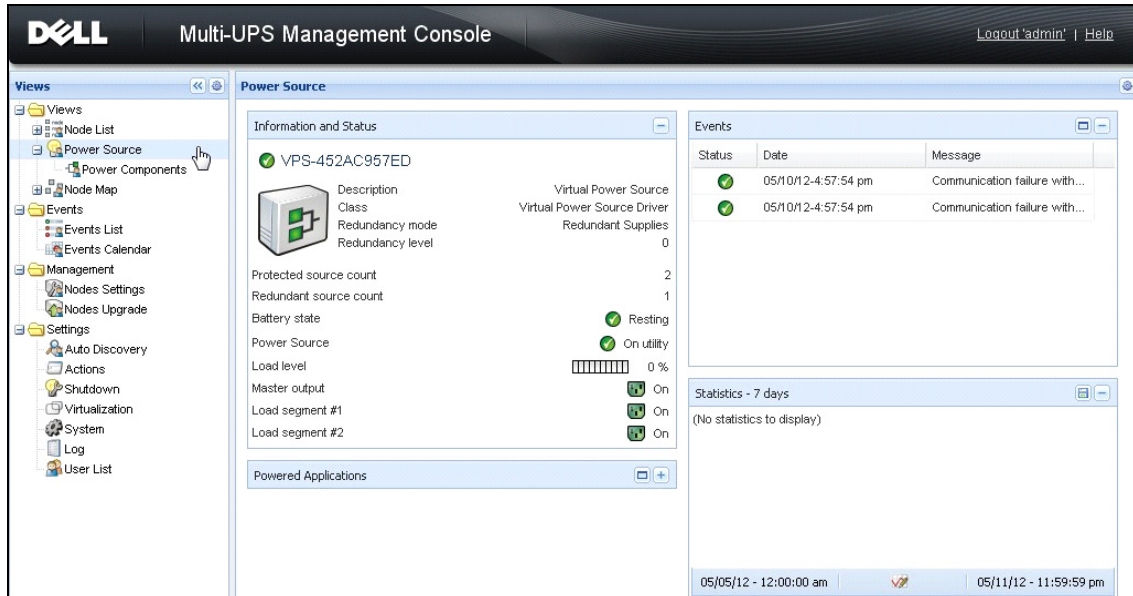 DELL
Multi-UPS Management Console
Logout 'admin' | Help
Views
Views
Node List
Power Source
Power Components
Node Map
Events
Events List
Events Calendar
Management
Nodes Settings
Nodes Upgrade
Settings
Auto Discovery
Actions
Shutdown
Virtualization
System
Log
User List
Power Source
Information and Status
VPS-452AC957ED
Description Virtual Power Source
Class Virtual Power Source Driver
Redundancy mode Redundant Supplies
Redundancy level 0
Protected source count 2
Redundant source count 1
Battery state Resting
Power Source On utility
Load level 0 %
Master output On
Load segment #1 On
Load segment #2 On
Powered Applications
Events
Status Date Message
05/10/12-4:57:54 pm Communication failure with...
05/10/12-4:57:54 pm Communication failure with...
Statistics - 7 days
(No statistics to display)
05/05/12 - 12:00:00 am 05/11/12 - 11:59:59 pm